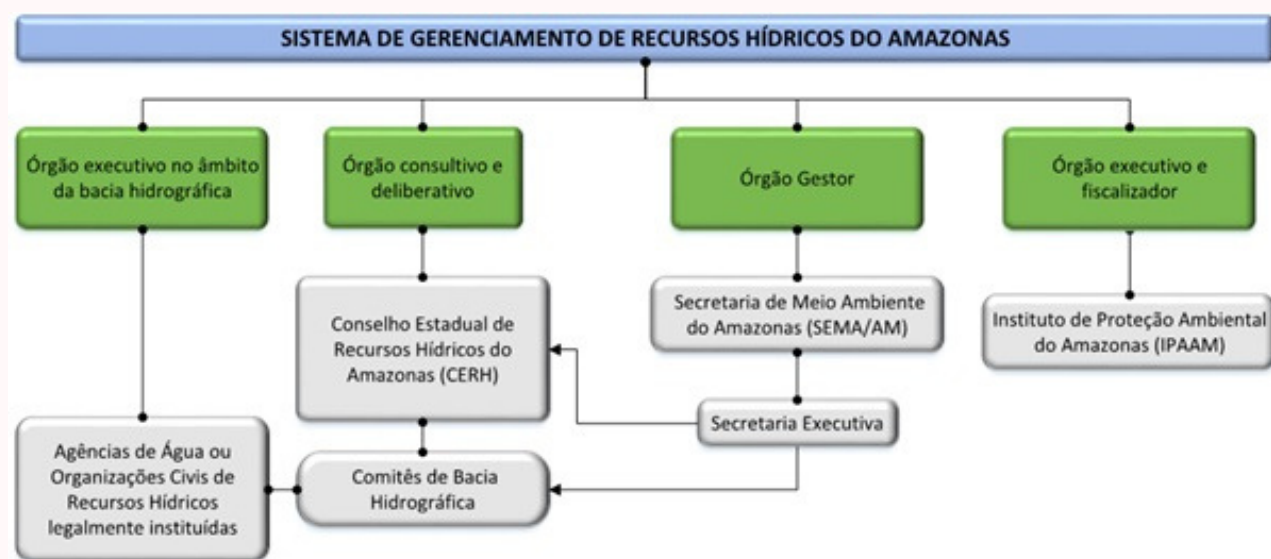 SISTEMA DE GERENCIAMENTO DE RECURSOS HÍDRICOS DO AMAZONAS
Órgão executivo no âmbito
da bacia hidrográfica
Órgão consultivo e
deliberativo
Órgão Gestor
Órgão executivo e
fiscalizador
Conselho Estadual de
Recursos Hídricos do
Amazonas (CERH)
Secretaria de Meio Ambiente
do Amazonas (SEMA/AM)
Instituto de Proteção Ambiental
do Amazonas (IPAAM)
Secretaria Executiva
Agências de Água ou
Organizações Civis de
Recursos Hídricos
legalmente instituídas
Comitês de Bacia
Hidrográfica